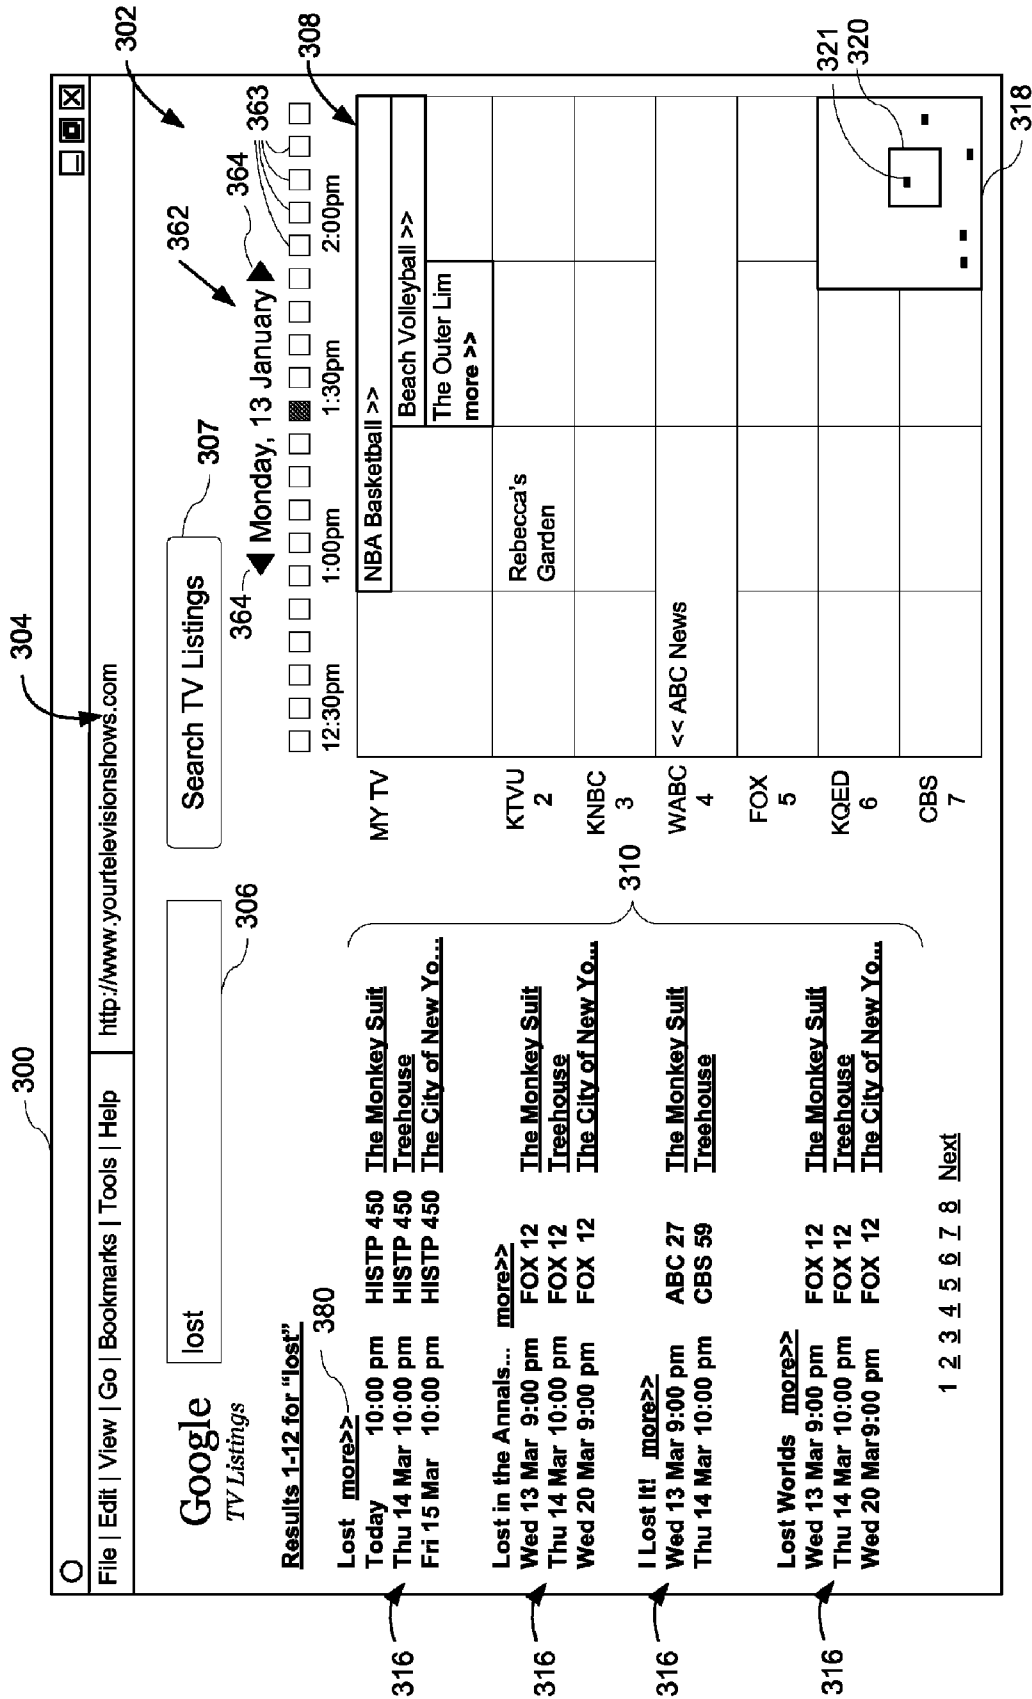 300
304
302
File | Edit | View | Go | Bookmarks | Tools | Help
http://www.yourtelevisionshows.com
Google
TV Listings
lost
306
Search TV Listings
307
362
364
Monday, 13 January
364
363
12:30pm
1:00pm
1:30pm
2:00pm
308
Results 1-12 for “lost”
Lost more>>
380
Today 10:00 pm HISTP 450 The Monkey Suit
Thu 14 Mar 10:00 pm HISTP 450 Treehouse
Fri 15 Mar 10:00 pm HISTP 450 The City of New Yo...
316
Lost in the Annals... more>>
Wed 13 Mar 9:00 pm FOX 12 The Monkey Suit
Thu 14 Mar 10:00 pm FOX 12 Treehouse
Wed 20 Mar 9:00 pm FOX 12 The City of New Yo...
316
I Lost It! more>>
Wed 13 Mar 9:00 pm ABC 27 The Monkey Suit
Thu 14 Mar 10:00 pm CBS 59 Treehouse
316
Lost Worlds more>>
Wed 13 Mar 9:00 pm FOX 12 The Monkey Suit
Thu 14 Mar 10:00 pm FOX 12 Treehouse
Wed 20 Mar9:00 pm FOX 12 The City of New Yo...
316
1 2 3 4 5 6 7 8 Next
310
MY TV
NBA Basketball >>
Beach Volleyball >>
The Outer Lim
more >>
KTVU
2
Rebecca's
Garden
KNBC
3
WABC
4
<< ABC News
FOX
5
KQED
6
CBS
7
321
320
318